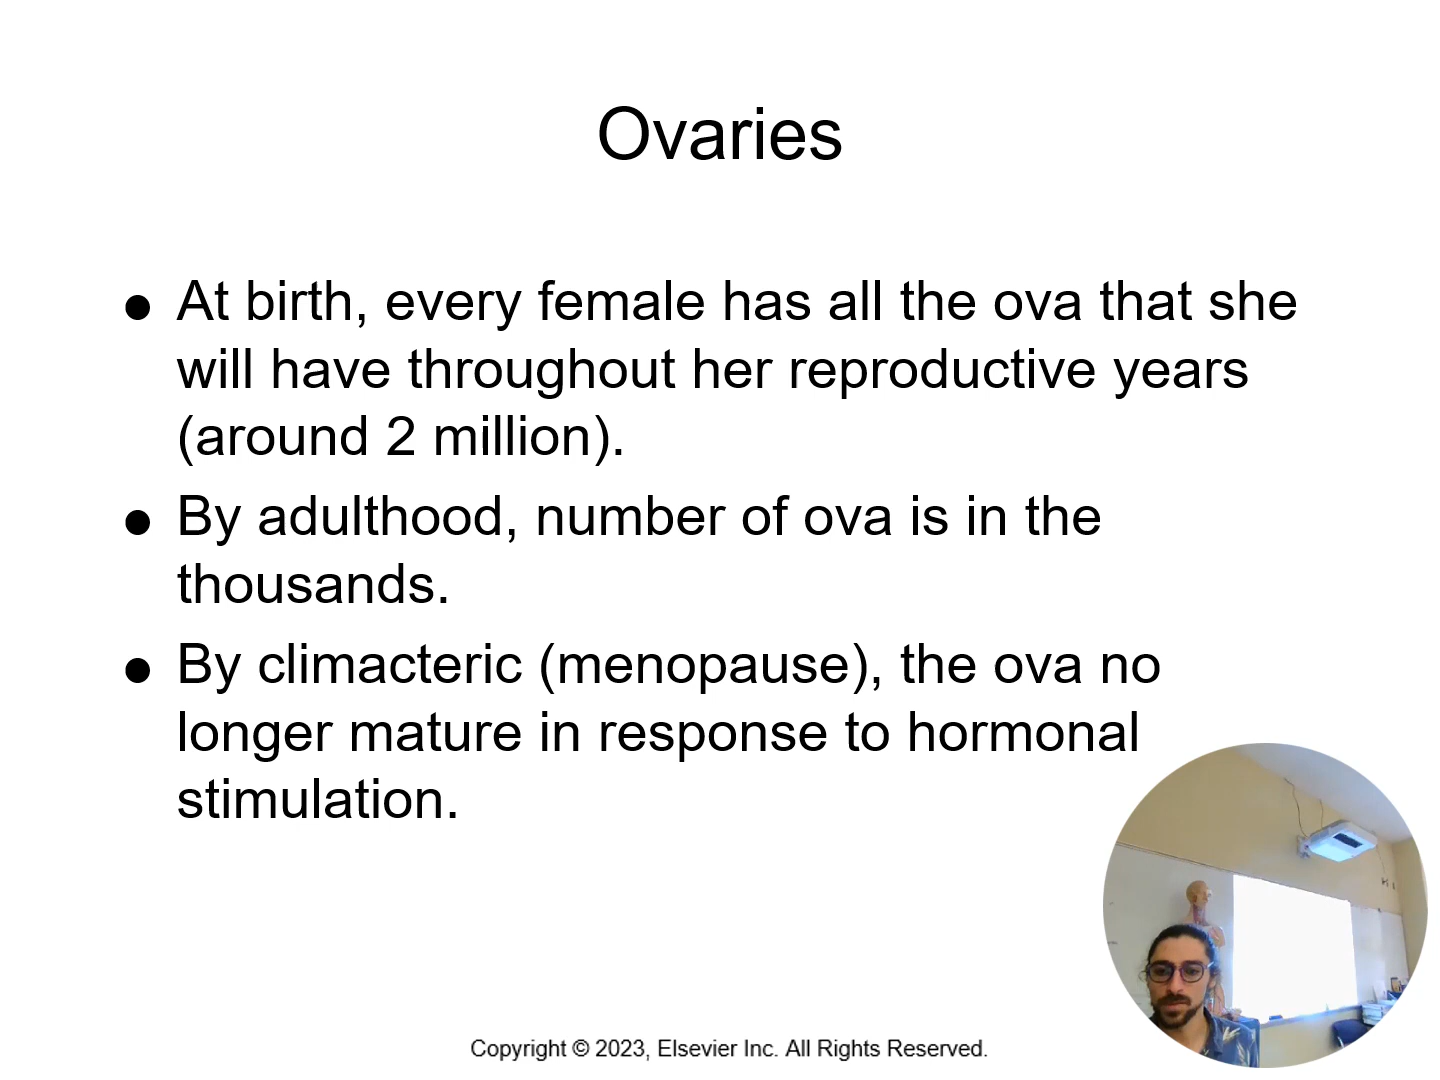 Ovaries
● At birth, every female has all the ova that she
will have throughout her reproductive years
(around 2 million).
● By adulthood, number of ova is in the
thousands.
● By climacteric (menopause), the ova no
longer mature in response to hormonal
stimulation.
Copyright © 2023, Elsevier Inc. All Rights Reserved.